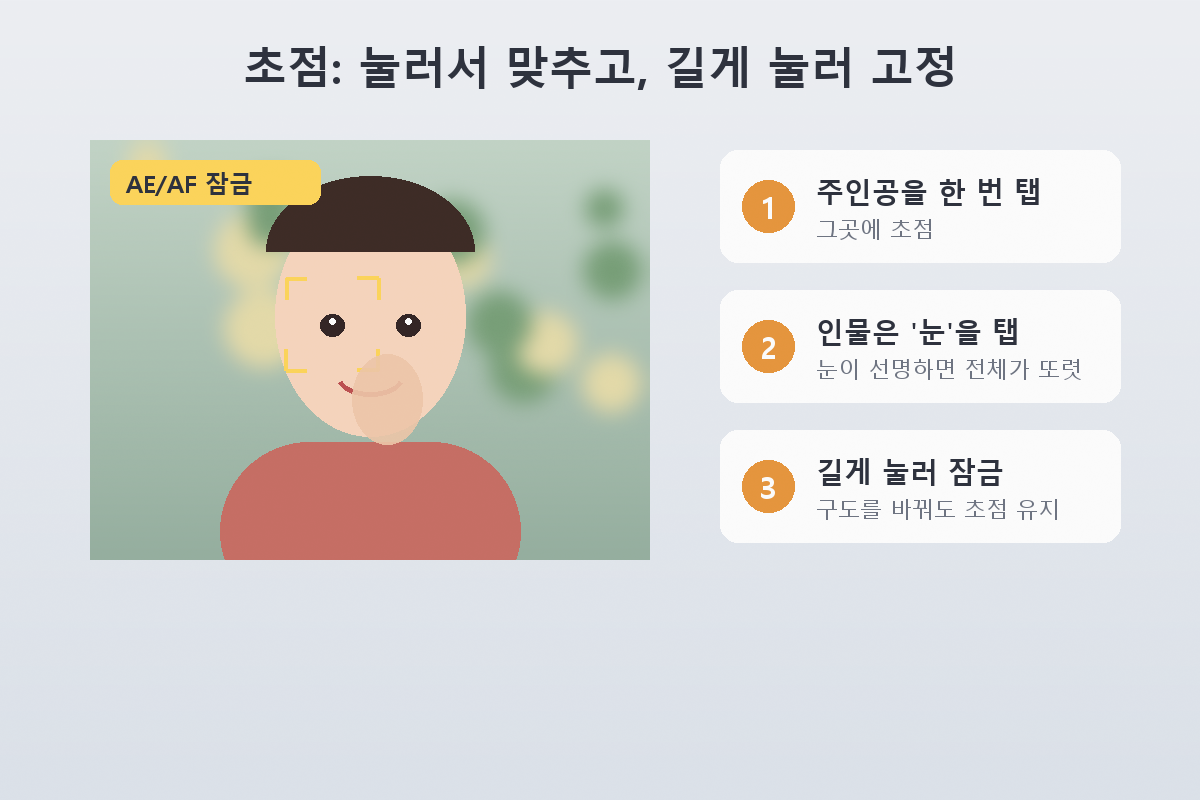 초점: 눌러서 맞추고, 길게 눌러 고정
AE/AF 잠금
1
주인공을 한 번 탭
그곳에 초점
2
인물은 '눈'을 탭
눈이 선명하면 전체가 또렷
3
길게 눌러 잠금
구도를 바꿔도 초점 유지